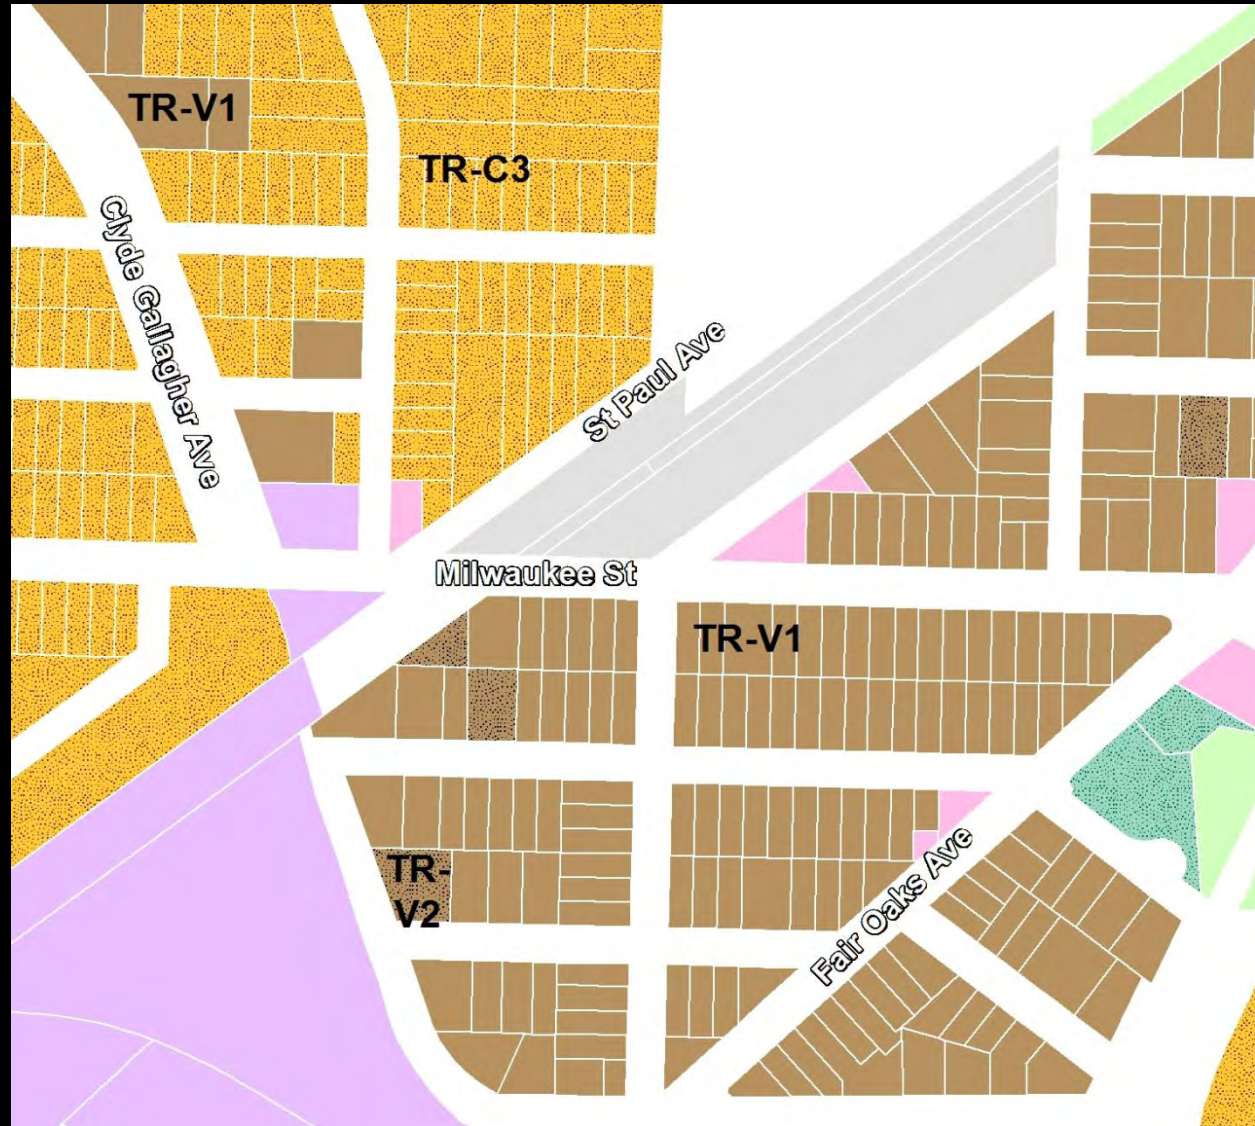 TR-V1
TR-C3
Clyde Gallagher Ave
St Paul Ave
Milwaukee St
TR-V1
TR-
V2
Fair Oaks Ave